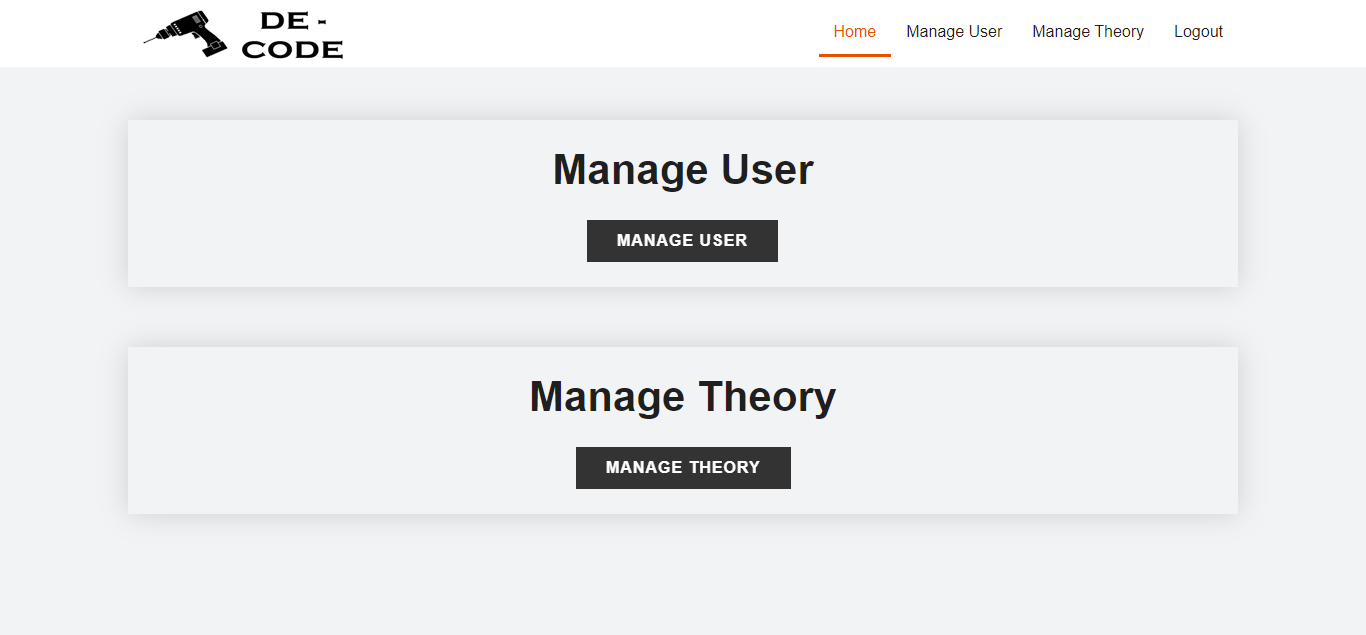 DE -
CODE
Home Manage User Manage Theory Logout
Manage User
MANAGE USER
Manage Theory
MANAGE THEORY